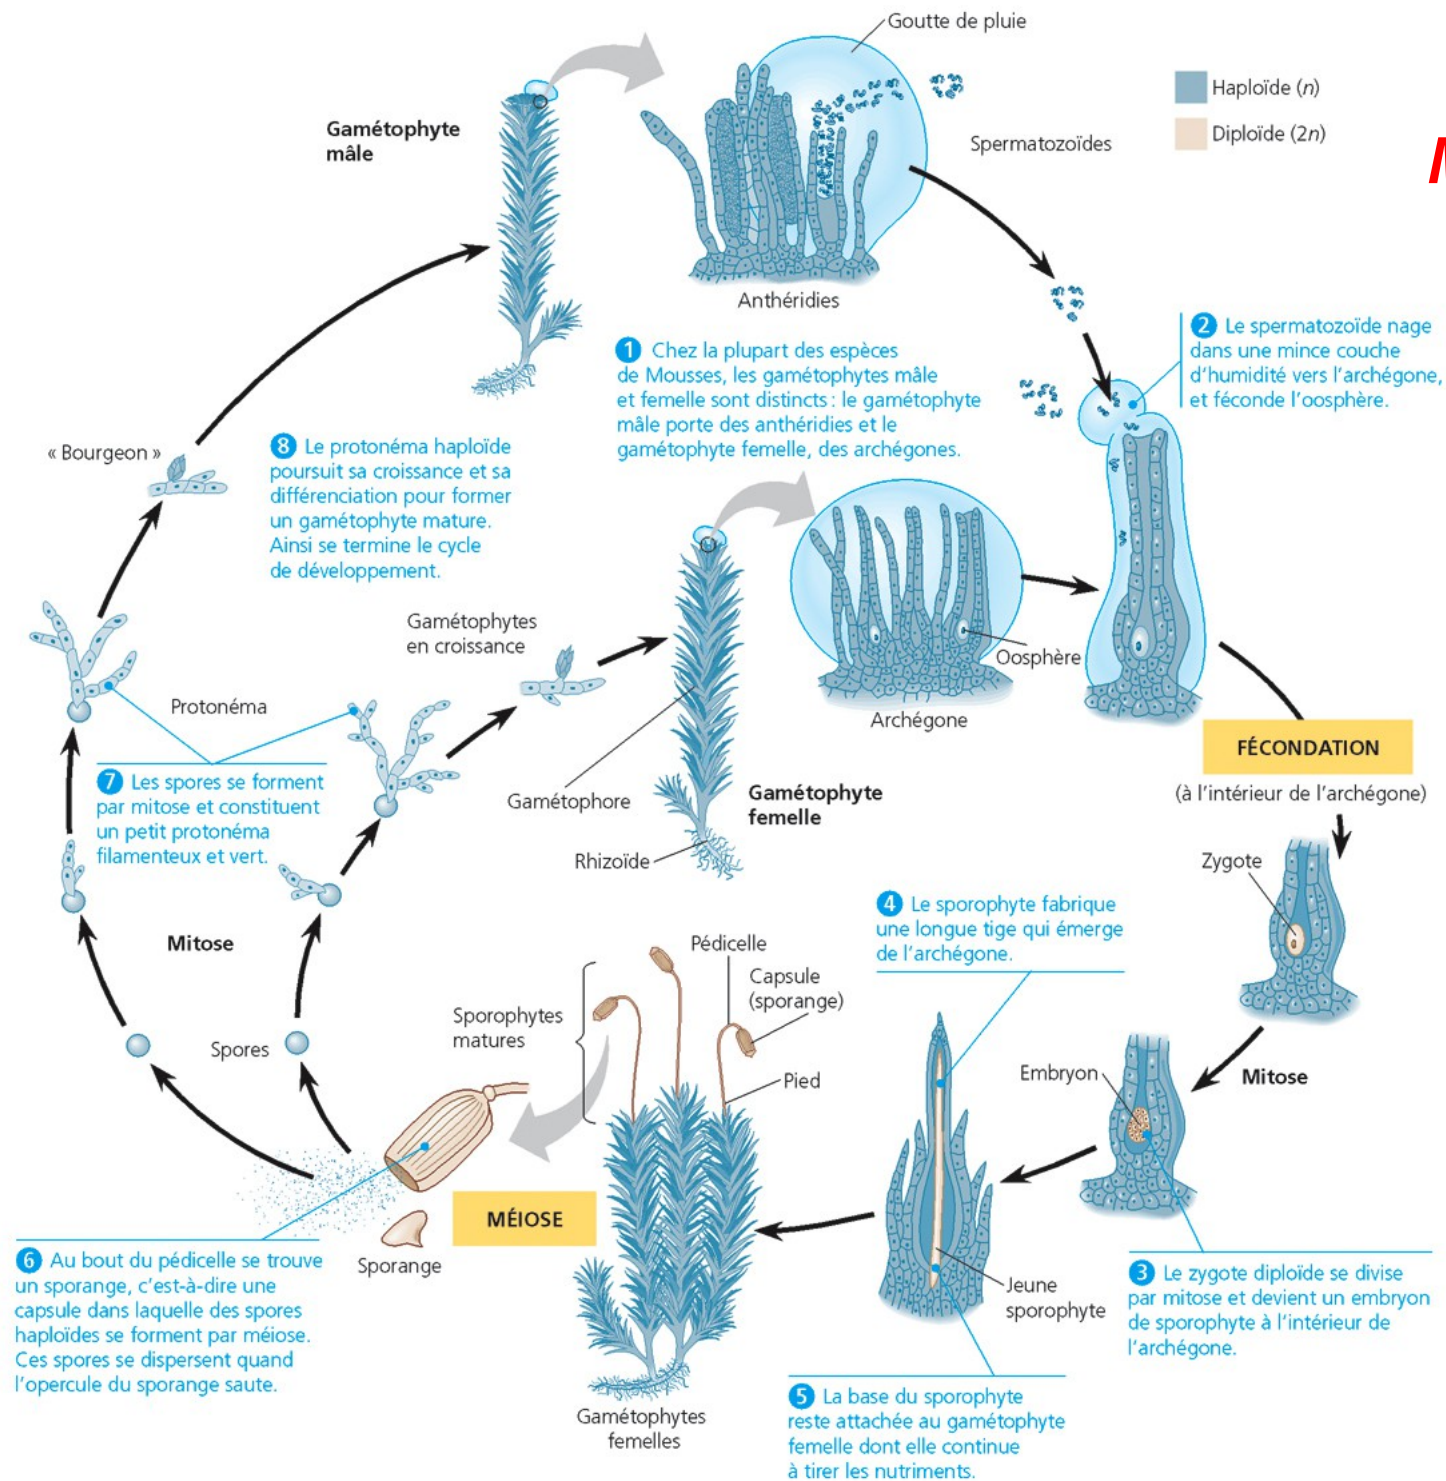 Goutte de pluie
Haploïde (n)
Diploïde (2n)
M
Gamétophyte
mâle
Spermatozoïdes
Anthéridies
1 Chez la plupart des espèces
de Mousses, les gamétophytes mâle
et femelle sont distincts : le gamétophyte
mâle porte des anthéridies et le
gamétophyte femelle, des archégones.
2 Le spermatozoïde nage
dans une mince couche
d'humidité vers l'archégone,
et féconde l'oosphère.
« Bourgeon »
8 Le protonéma haploïde
poursuit sa croissance et sa
différenciation pour former
un gamétophyte mature.
Ainsi se termine le cycle
de développement.
Gamétophytes
en croissance
Oosphère
Archégone
Protonéma
7 Les spores se forment
par mitose et constituent
un petit protonéma
filamenteux et vert.
Gamétophore
Gamétophyte
femelle
Rhizoïde
FÉCONDATION
(à l'intérieur de l'archégone)
Zygote
Mitose
4 Le sporophyte fabrique
une longue tige qui émerge
de l'archégone.
Pédicelle
Capsule
(sporange)
Sporophytes
matures
Pied
Spores
Embryon
Mitose
MÉIOSE
Sporange
6 Au bout du pédicelle se trouve
un sporange, c'est-à-dire une
capsule dans laquelle des spores
haploïdes se forment par méiose.
Ces spores se dispersent quand
l'opercule du sporange saute.
Jeune
sporophyte
3 Le zygote diploïde se divise
par mitose et devient un embryon
de sporophyte à l'intérieur de
l'archégone.
Gamétophytes
femelles
5 La base du sporophyte
reste attachée au gamétophyte
femelle dont elle continue
à tirer les nutriments.